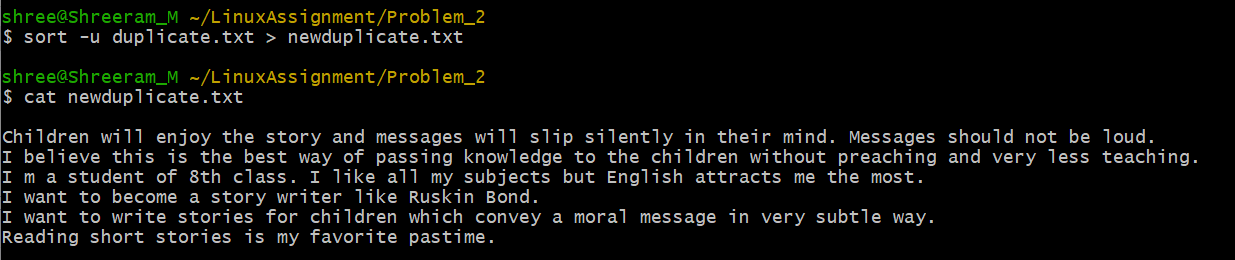 shree@Shreeram_M ~/LinuxAssignment/Problem_2
$ sort -u duplicate.txt > newduplicate.txt
shree@Shreeram_M ~/LinuxAssignment/Problem_2
$ cat newduplicate.txt
Children will enjoy the story and messages will slip silently in their mind. Messages should not be loud.
I believe this is the best way of passing knowledge to the children without preaching and very less teaching.
I m a student of 8th class. I like all my subjects but English attracts me the most.
I want to become a story writer like Ruskin Bond.
I want to write stories for children which convey a moral message in very subtle way.
Reading short stories is my favorite pastime.